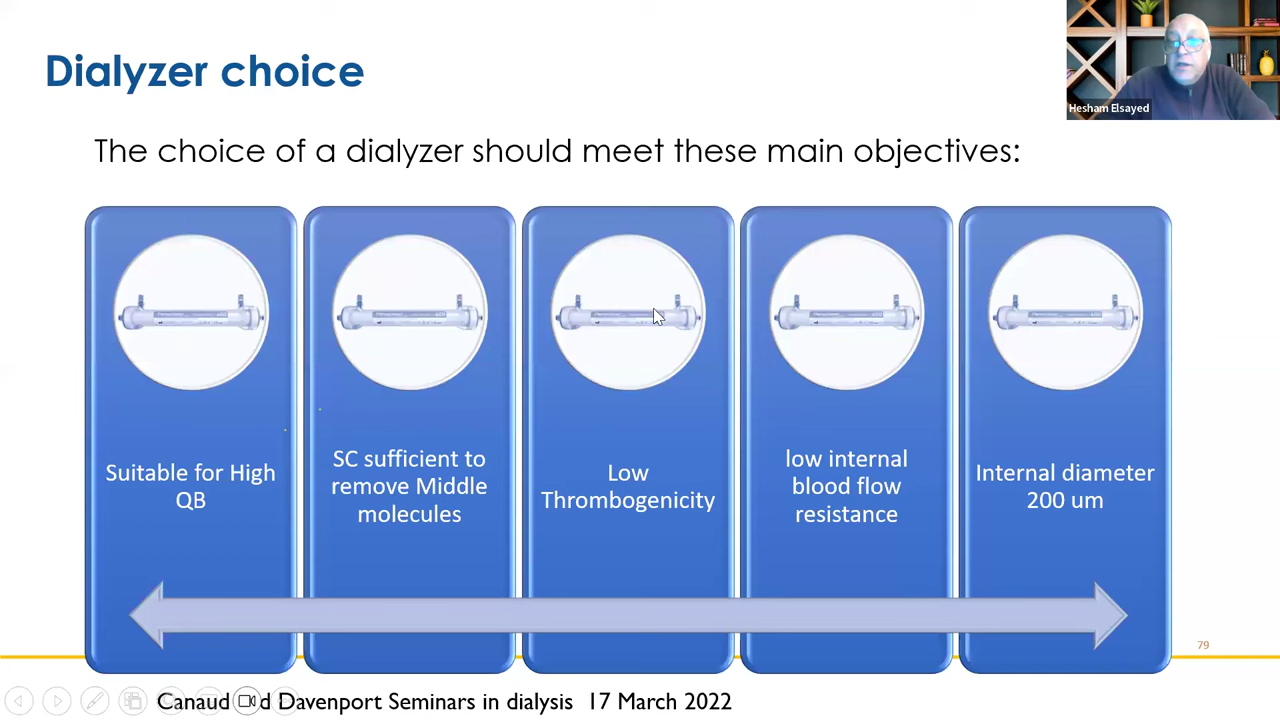 Dialyzer choice
Hesham Elsayed
The choice of a dialyzer should meet these main objectives:
Suitable for High
QB
SC sufficient to
remove Middle
molecules
Low
Thrombogenicity
low internal
blood flow
resistance
Internal diameter
200 um
79
Canaud d Davenport Seminars in dialysis 17 March 2022